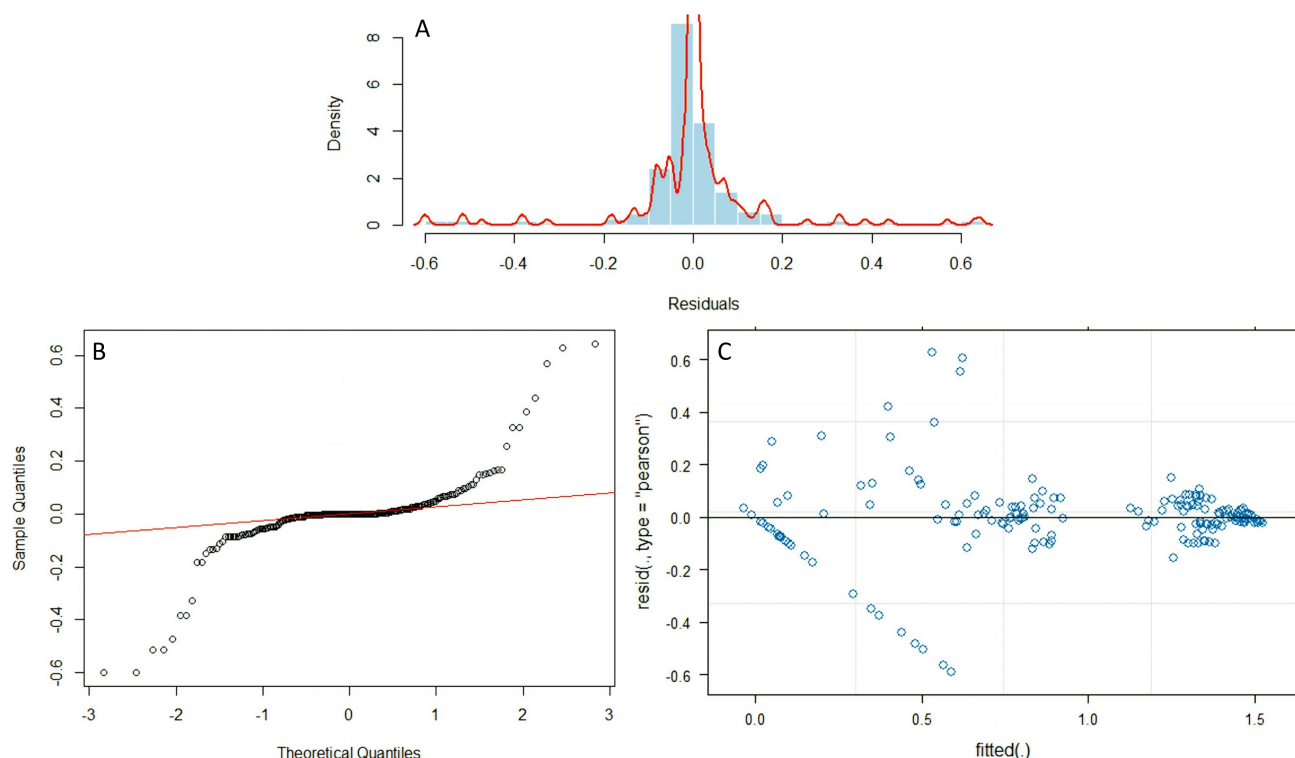 A
Density
8
6
4
2
0
-0.6 -0.4 -0.2 0.0 0.2 0.4 0.6
Residuals
B
Sample Quantiles
0.6
0.4
0.2
0.0
-0.2
-0.4
-0.6
-3 -2 -1 0 1 2 3
Theoretical Quantiles
C
resid(., type = "pearson")
0.6
0.4
0.2
0.0
-0.2
-0.4
-0.6
0.0 0.5 1.0 1.5
fitted(.)